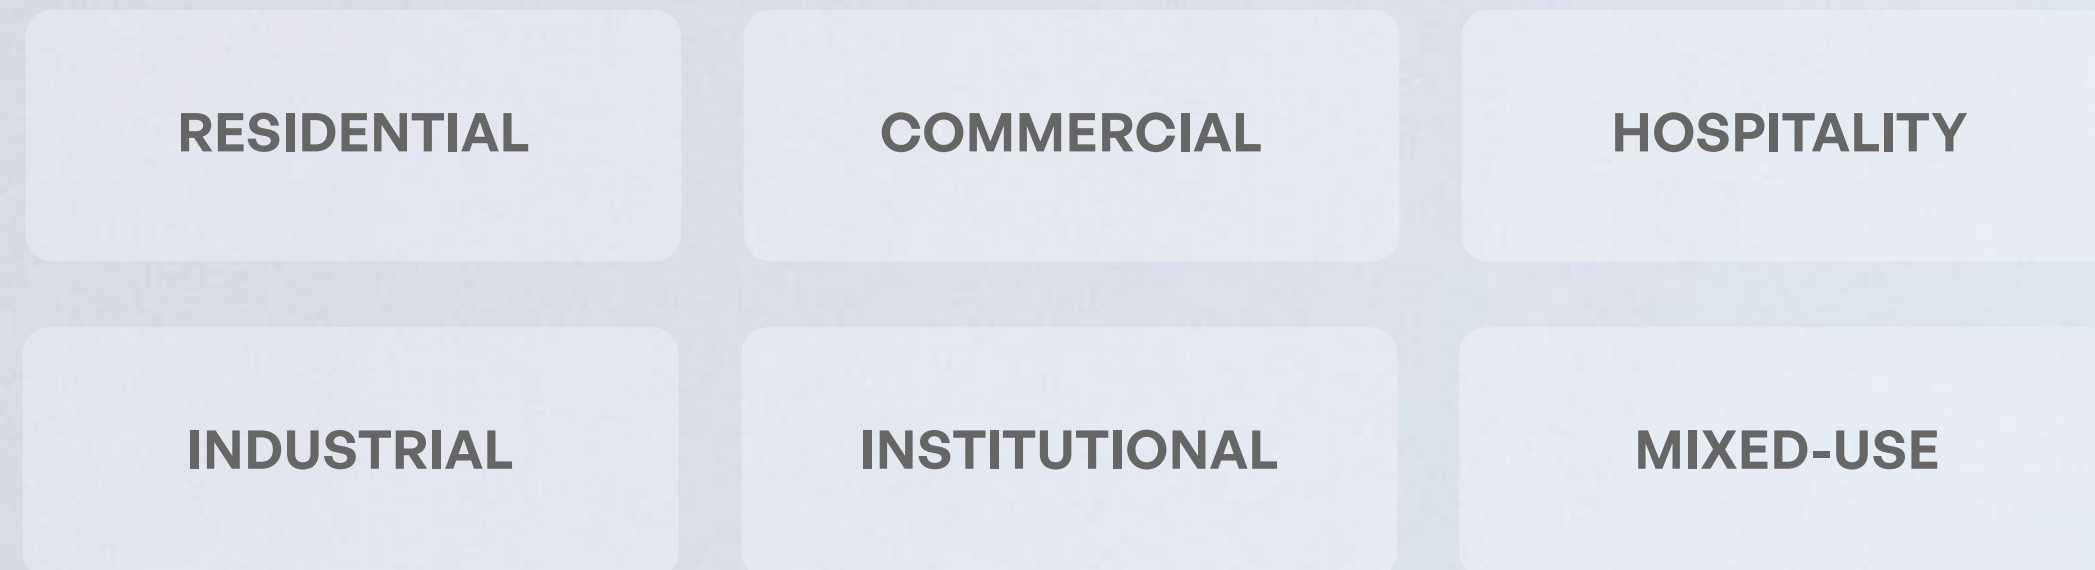 RESIDENTIAL
COMMERCIAL
HOSPITALITY
INDUSTRIAL
INSTITUTIONAL
MIXED-USE